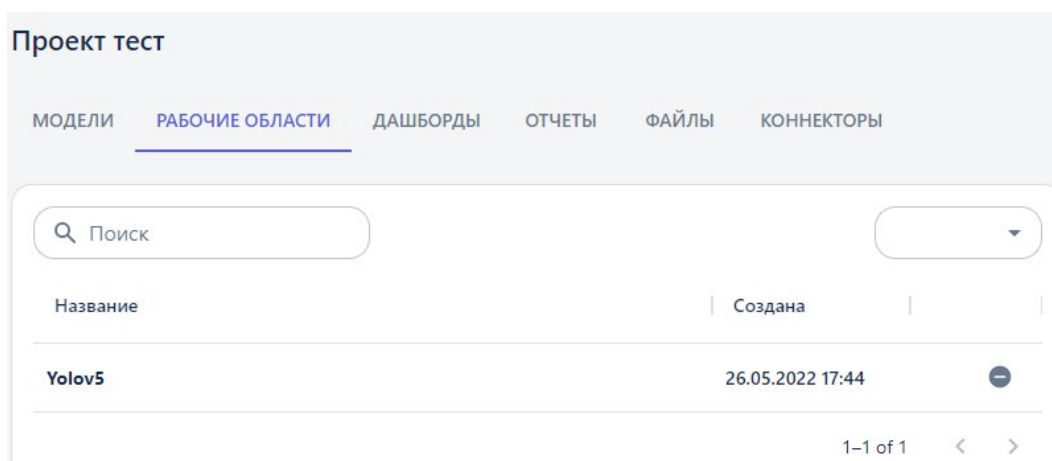 Проект тест
МОДЕЛИ РАБОЧИЕ ОБЛАСТИ ДАШБОРДЫ ОТЧЕТЫ ФАЙЛЫ КОННЕКТОРЫ
Поиск
Название Создана
Yolov5 26.05.2022 17:44
1–1 of 1